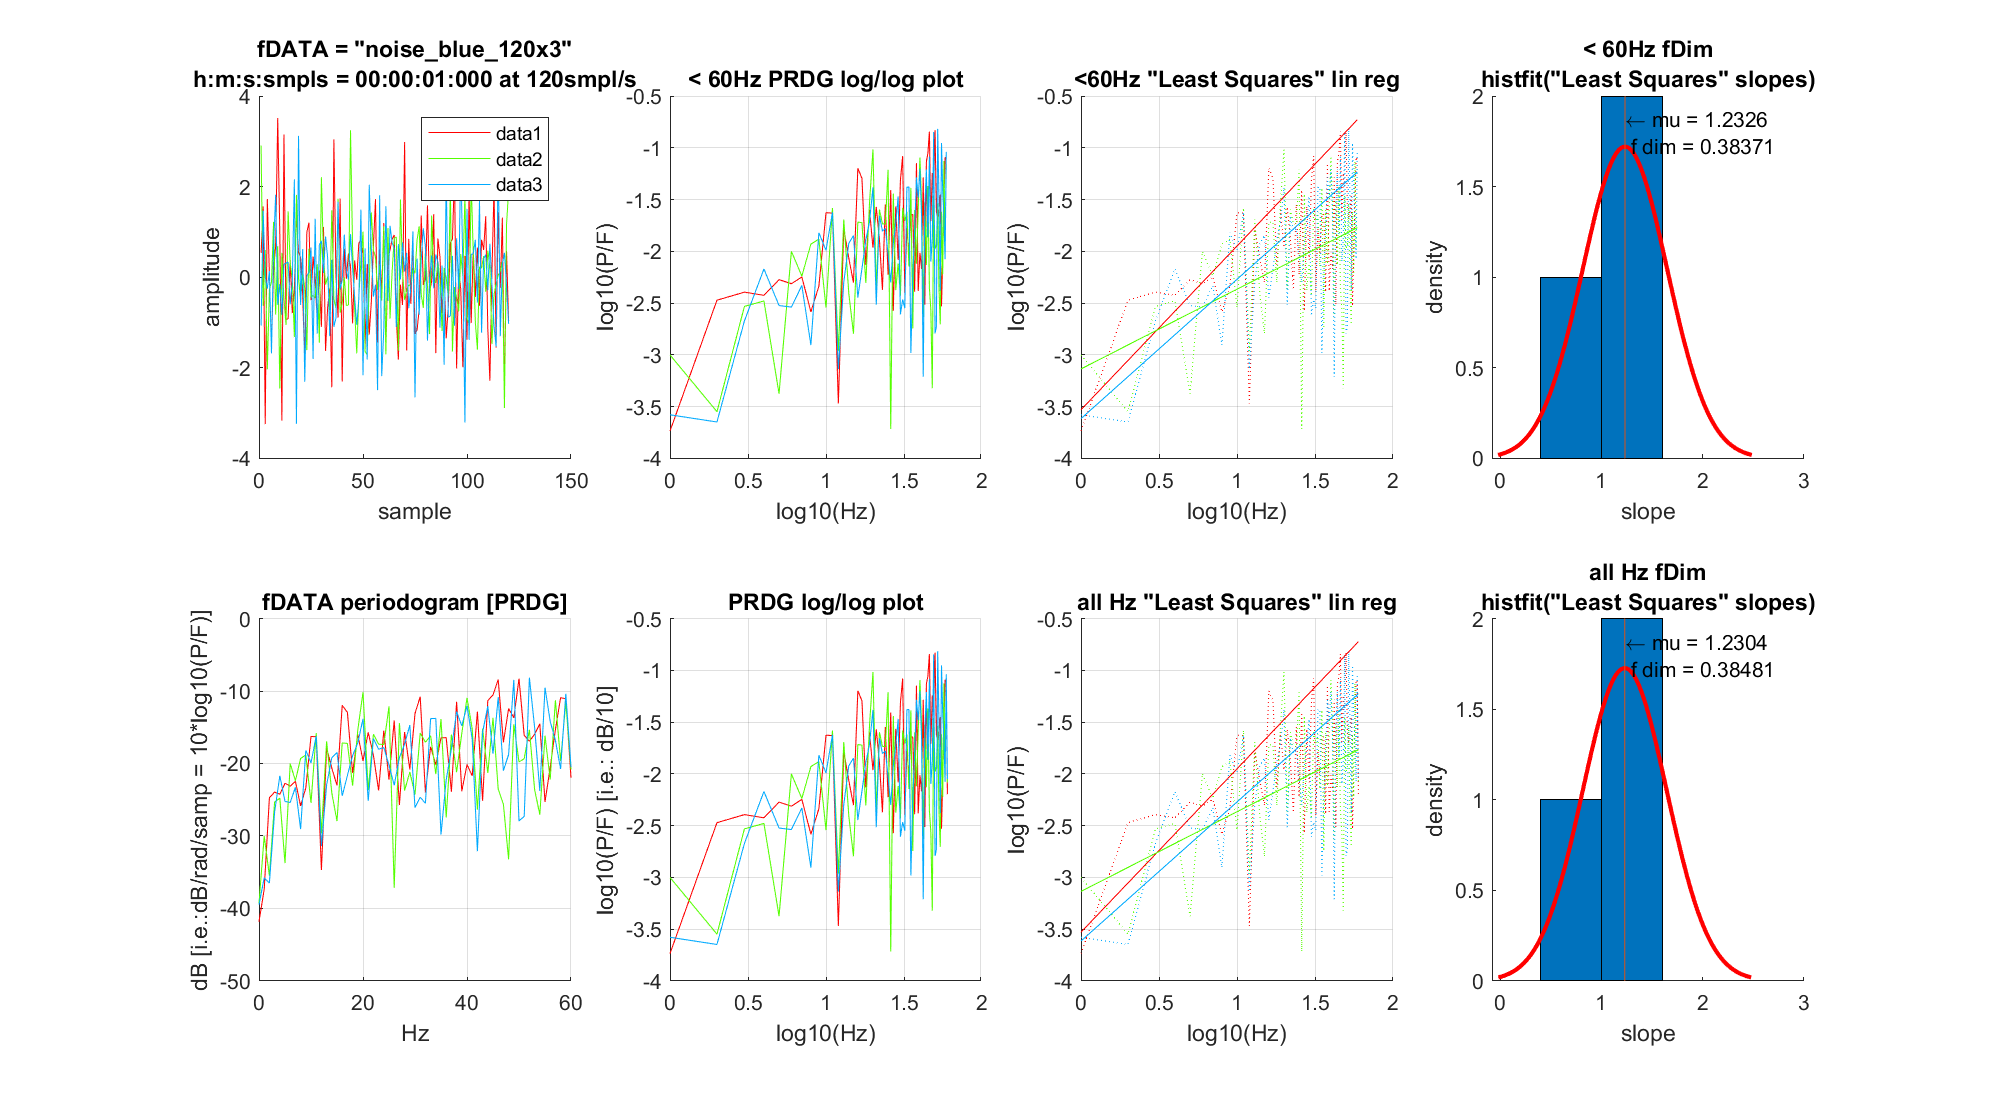 fDATA = "noise_blue_120x3"
h:m:s:smpls = 00:00:01:000 at 120smpl/s
4
2
0
-2
-4
0
50
100
150
amplitude
sample
data1
data2
data3
< 60Hz PRDG log/log plot
-0.5
-1
-1.5
-2
-2.5
-3
-3.5
-4
0
0.5
1
1.5
2
log10(P/F)
log10(Hz)
<60Hz "Least Squares" lin reg
-0.5
-1
-1.5
-2
-2.5
-3
-3.5
-4
0
0.5
1
1.5
2
log10(P/F)
log10(Hz)
< 60Hz fDim
histfit("Least Squares" slopes)
2
1.5
1
0.5
0
0
1
2
3
density
slope
← mu = 1.2326
f dim = 0.38371
fDATA periodogram [PRDG]
0
-10
-20
-30
-40
-50
0
20
40
60
dB [i.e.:dB/rad/samp = 10*log10(P/F)]
Hz
PRDG log/log plot
-0.5
-1
-1.5
-2
-2.5
-3
-3.5
-4
0
0.5
1
1.5
2
log10(P/F) [i.e.: dB/10]
log10(Hz)
all Hz "Least Squares" lin reg
-0.5
-1
-1.5
-2
-2.5
-3
-3.5
-4
0
0.5
1
1.5
2
log10(P/F)
log10(Hz)
all Hz fDim
histfit("Least Squares" slopes)
2
1.5
1
0.5
0
0
1
2
3
density
slope
← mu = 1.2304
f dim = 0.38481